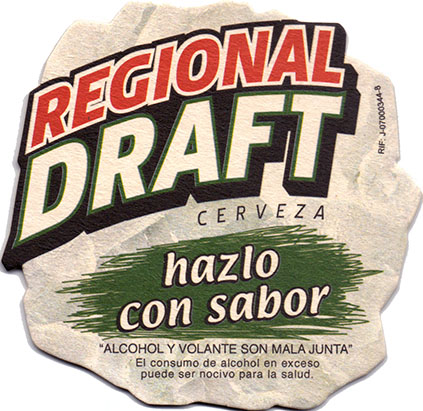 REGIONAL
DRAFT
CERVEZA
RIF: J-07000344-8
hazlo
con sabor
"ALCOHOL Y VOLANTE SON MALA JUNTA"
El consumo de alcohol en exceso
puede ser nocivo para la salud.